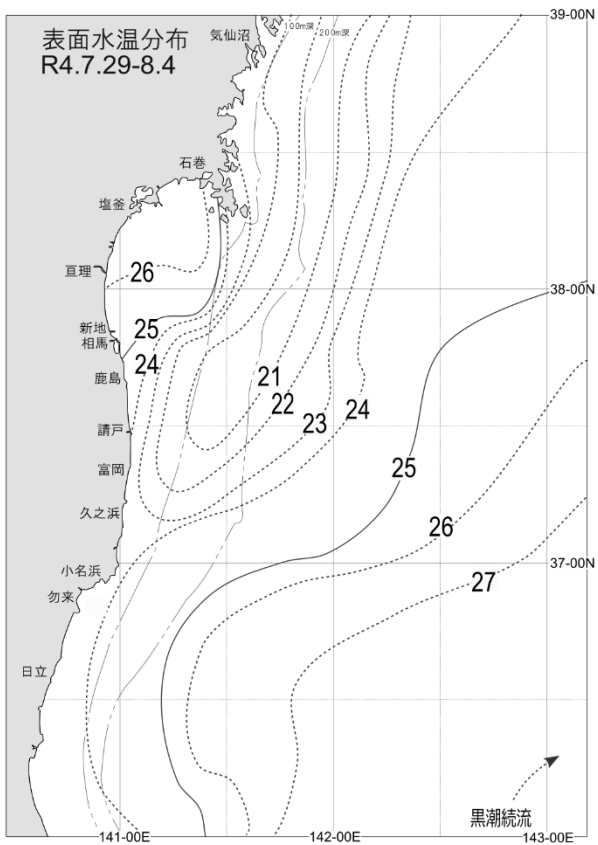 表面水温分布
R4.7.29-8.4
気仙沼
100m深
200m深
39-00N
石巻
塩釜
亘理
26
38-00N
新地
25
相馬
24
鹿島
21
22
23
24
請戸
富岡
25
久之浜
26
小名浜
37-00N
27
勿来
日立
黒潮続流
141-00E
142-00E
143-00E